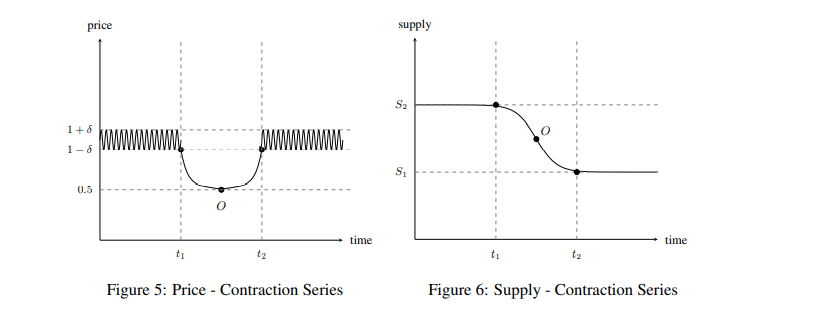 price
1 + δ
1 − δ
0.5
O
t₁
t₂
time
Figure 5: Price - Contraction Series
supply
S₂
O
S₁
t₁
t₂
time
Figure 6: Supply - Contraction Series